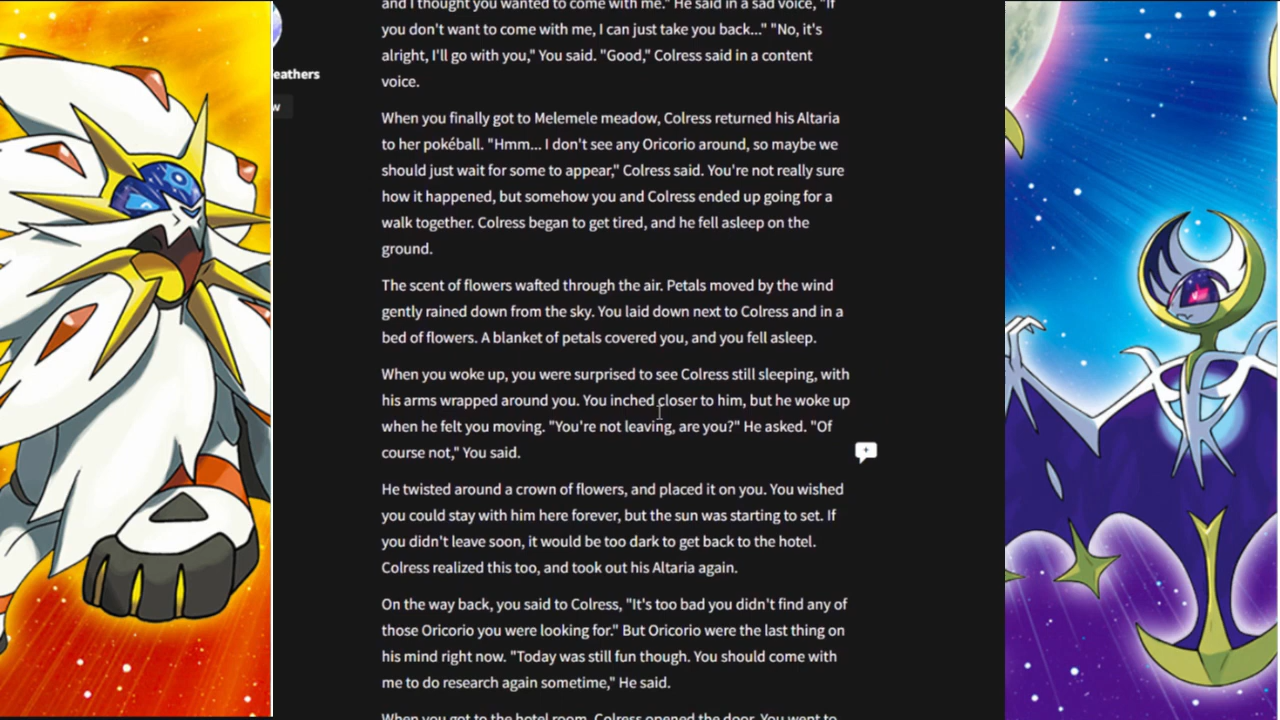 and I thought you wanted to come with me." He said in a sad voice, "If
you don't want to come with me, I can just take you back..." "No, it's
alright, I'll go with you," You said. "Good," Colress said in a content
voice.
eathers
w
When you finally got to Melemele meadow, Colress returned his Altaria
to her pokéball. "Hmm... I don't see any Oricorio around, so maybe we
should just wait for some to appear," Colress said. You're not really sure
how it happened, but somehow you and Colress ended up going for a
walk together. Colress began to get tired, and he fell asleep on the
ground.
The scent of flowers wafted through the air. Petals moved by the wind
gently rained down from the sky. You laid down next to Colress and in a
bed of flowers. A blanket of petals covered you, and you fell asleep.
When you woke up, you were surprised to see Colress still sleeping, with
his arms wrapped around you. You inched closer to him, but he woke up
when he felt you moving. "You're not leaving, are you?" He asked. "Of
course not," You said.
He twisted around a crown of flowers, and placed it on you. You wished
you could stay with him here forever, but the sun was starting to set. If
you didn't leave soon, it would be too dark to get back to the hotel.
Colress realized this too, and took out his Altaria again.
On the way back, you said to Colress, "It's too bad you didn't find any of
those Oricorio you were looking for." But Oricorio were the last thing on
his mind right now. "Today was still fun though. You should come with
me to do research again sometime," He said.
When you got to the hotel room, Colress opened the door. You went to